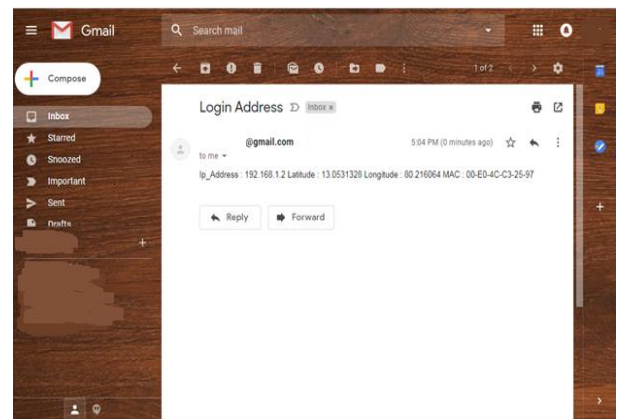 Gmail
Search mail
Compose
1 of 2
Inbox
Starred
Snoozed
Important
Sent
Drafts
Login Address Inbox x
@gmail.com 5:04 PM (0 minutes ago)
to me
Ip_Address : 192.168.1.2 Latitude : 13.0531328 Longitude : 80.216064 MAC : 00-E0-4C-C3-25-97
Reply Forward